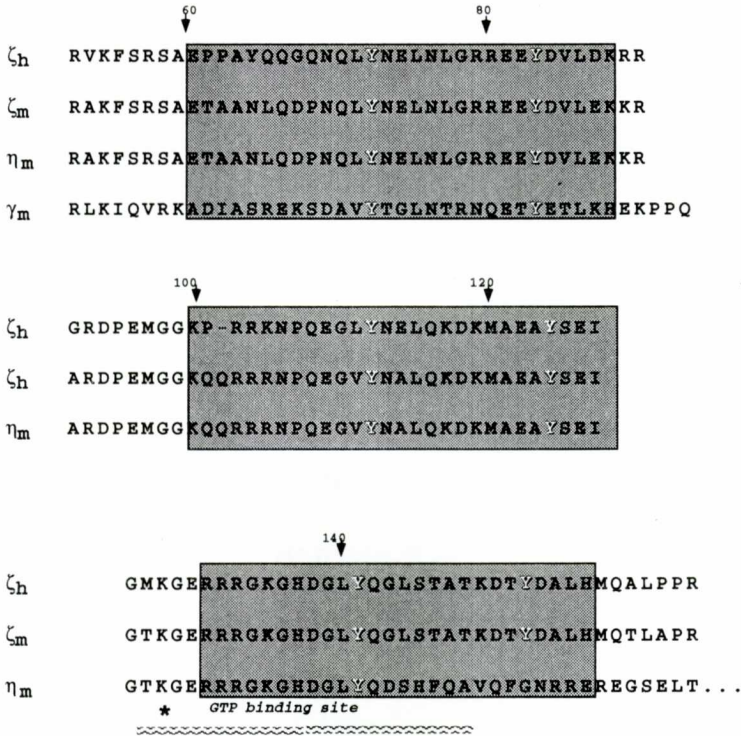 60 80
ζh RVKFSRSAEPPAYQQGQNQLYNELNLGRREEYDVLDKRR
ζm RAKFSRSAETAANLQDPNQLYNELNLGRREEYDVLEKKR
ηm RAKFSRSAETAANLQDPNQLYNELNLGRREEYDVLEKKR
γm RLKIQVRKADIASREKSDAVYTGLNTRNQETYETLKHEKPPQ
100 120
ζh GRDPEMGGKP-RRKNPQEGLYNELQKDKMAEAYSEI
ζh ARDPEMGGKQQRRRNPQEGVYNALQKDKMAEAYSEI
ηm ARDPEMGGKQQRRRNPQEGVYNALQKDKMAEAYSEI
140
ζh GMKGERRRGKGHDGLYQGLSTATKDTYDALHMQALPPR
ζm GTKGERRRGKGHDGLYQGLSTATKDTYDALHMQTLAPR
ηm GTKGERRRGKGHDGLYQDSHFQAVQFGNRREREGSELT...
* GTP binding site